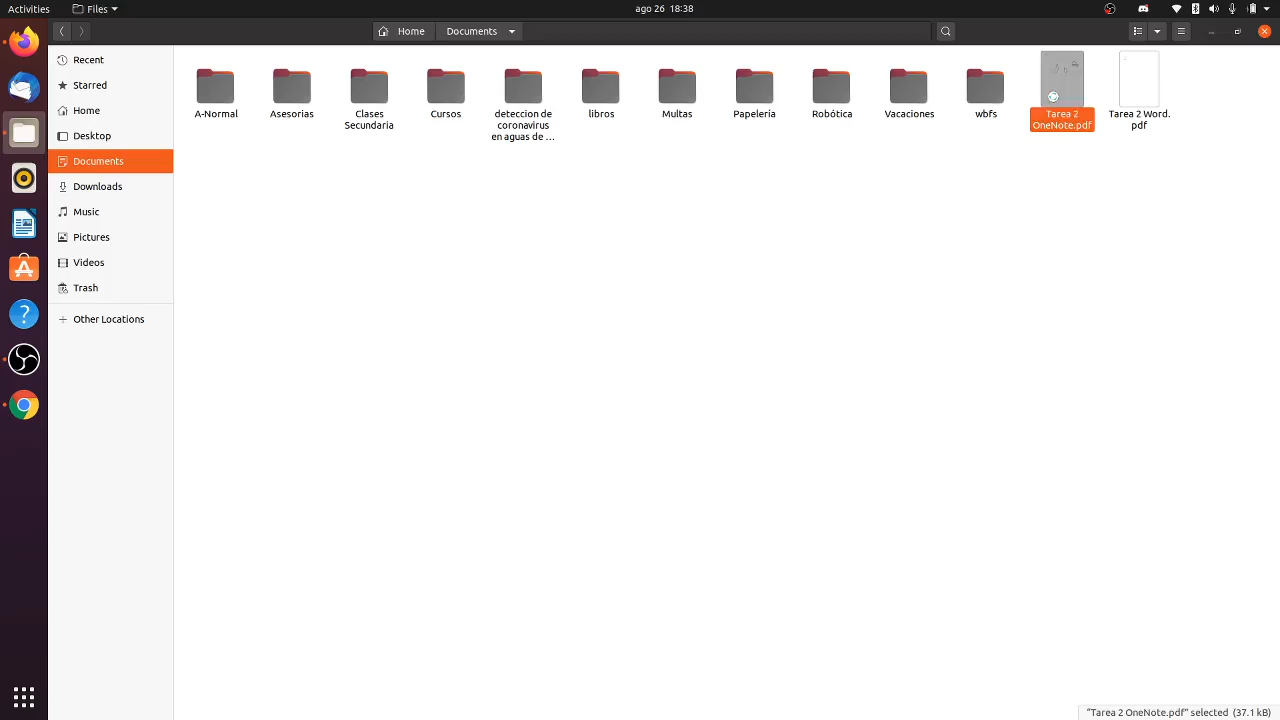 Activities
Files
ago 26 18:38
Home
Documents
Recent
Starred
Home
Desktop
Documents
Downloads
Music
Pictures
Videos
Trash
Other Locations
A-Normal
Asesorias
Clases
Secundaria
Cursos
deteccion de
coronavirus
en aguas de …
libros
Multas
Papelería
Robótica
Vacaciones
wbfs
Tarea 2
OneNote.pdf
Tarea 2 Word.
pdf
“Tarea 2 OneNote.pdf” selected (37.1 kB)